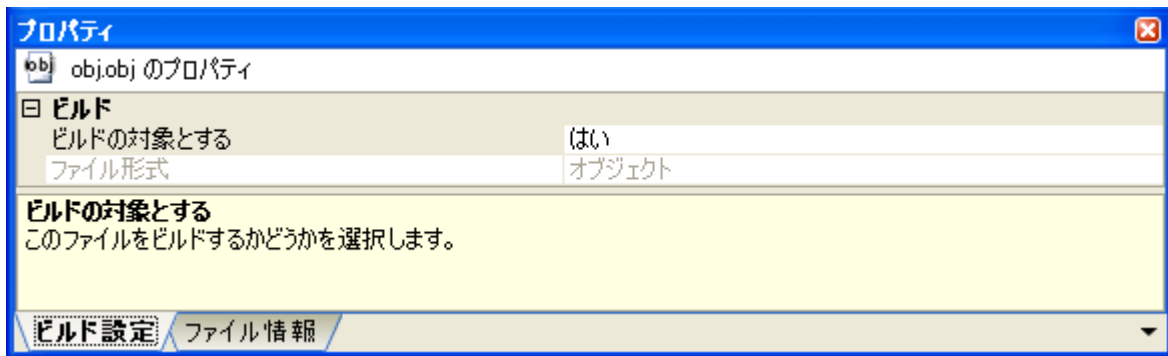 プロパティ
obj obj.obj のプロパティ
ビルド
ビルドの対象とする はい
ファイル形式 オブジェクト
ビルドの対象とする
このファイルをビルドするかどうかを選択します。
ビルド設定 ファイル情報